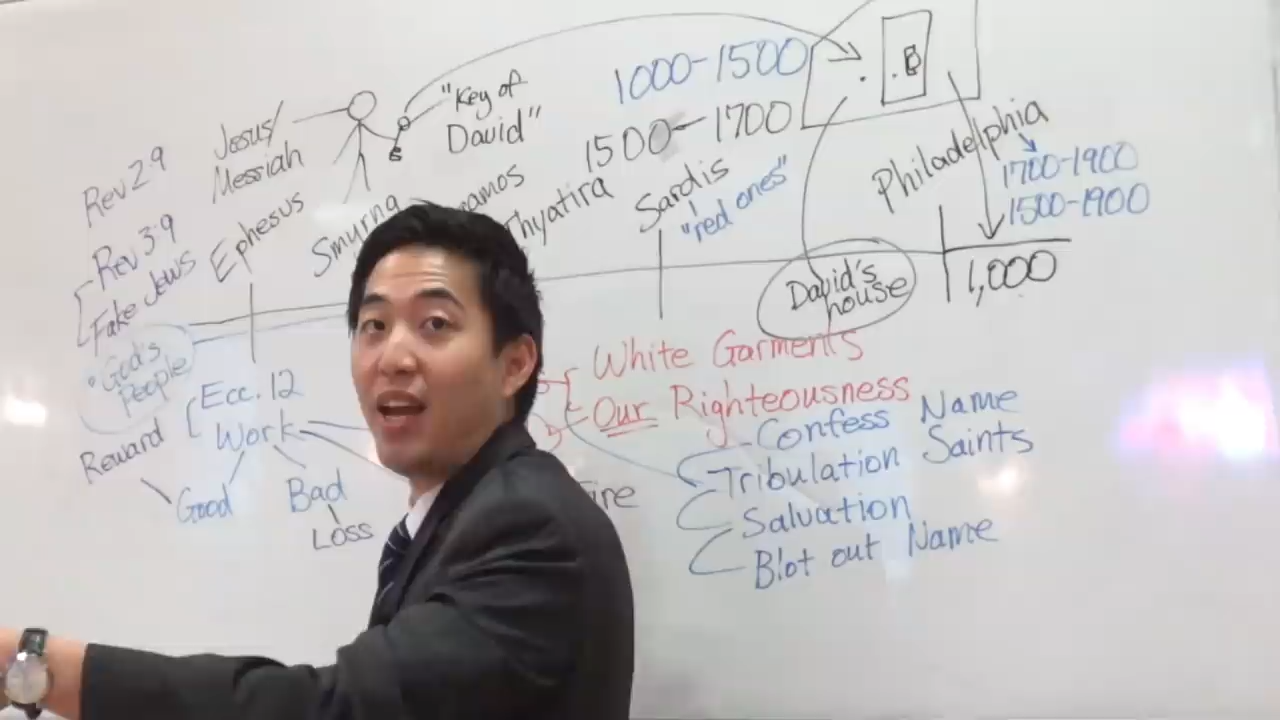 1000-1500
B
"Key of
David"
Jesus/
Messiah
1500-1700
Rev 2:9
Rev 3:9
Fake Jews
"God's
People
Ephesus
Smyrna
amos
Thyatira
Sardis
"red ones"
Philadelphia
1700-1900
1500-1900
David's
house
1,000
White Garments
Our Righteousness
Confess Name
Tribulation Saints
Salvation
Blot out Name
Ecc. 12
Work
Reward
Good
Bad
Loss
Fire